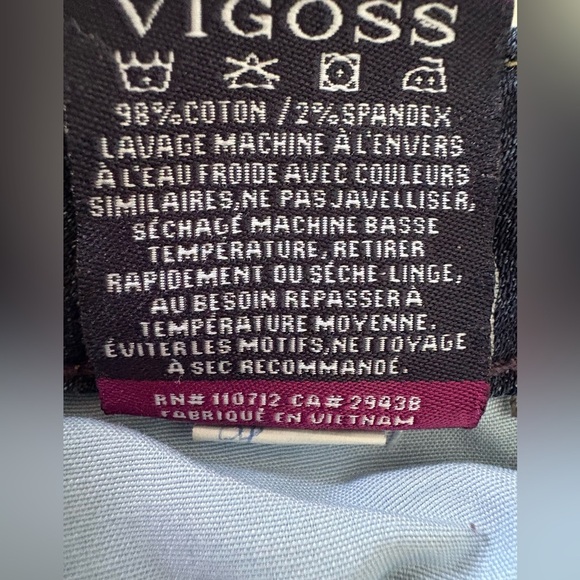 VIGOSS
98% COTON / 2% SPANDEX
LAVAGE MACHINE À L'ENVERS
À L'EAU FROIDE AVEC COULEURS
SIMILAIRES, NE PAS JAVELLISER,
SÉCHAGE MACHINE BASSE
TEMPÉRATURE, RETIRER
RAPIDEMENT DU SÈCHE-LINGE,
AU BESOIN REPASSER À
TEMPÉRATURE MOYENNE.
ÉVITER LES MOTIFS, NETTOYAGE
À SEC RECOMMANDÉ.
RN# 110712 CA# 29438
FABRIQUÉ EN VIETNAM